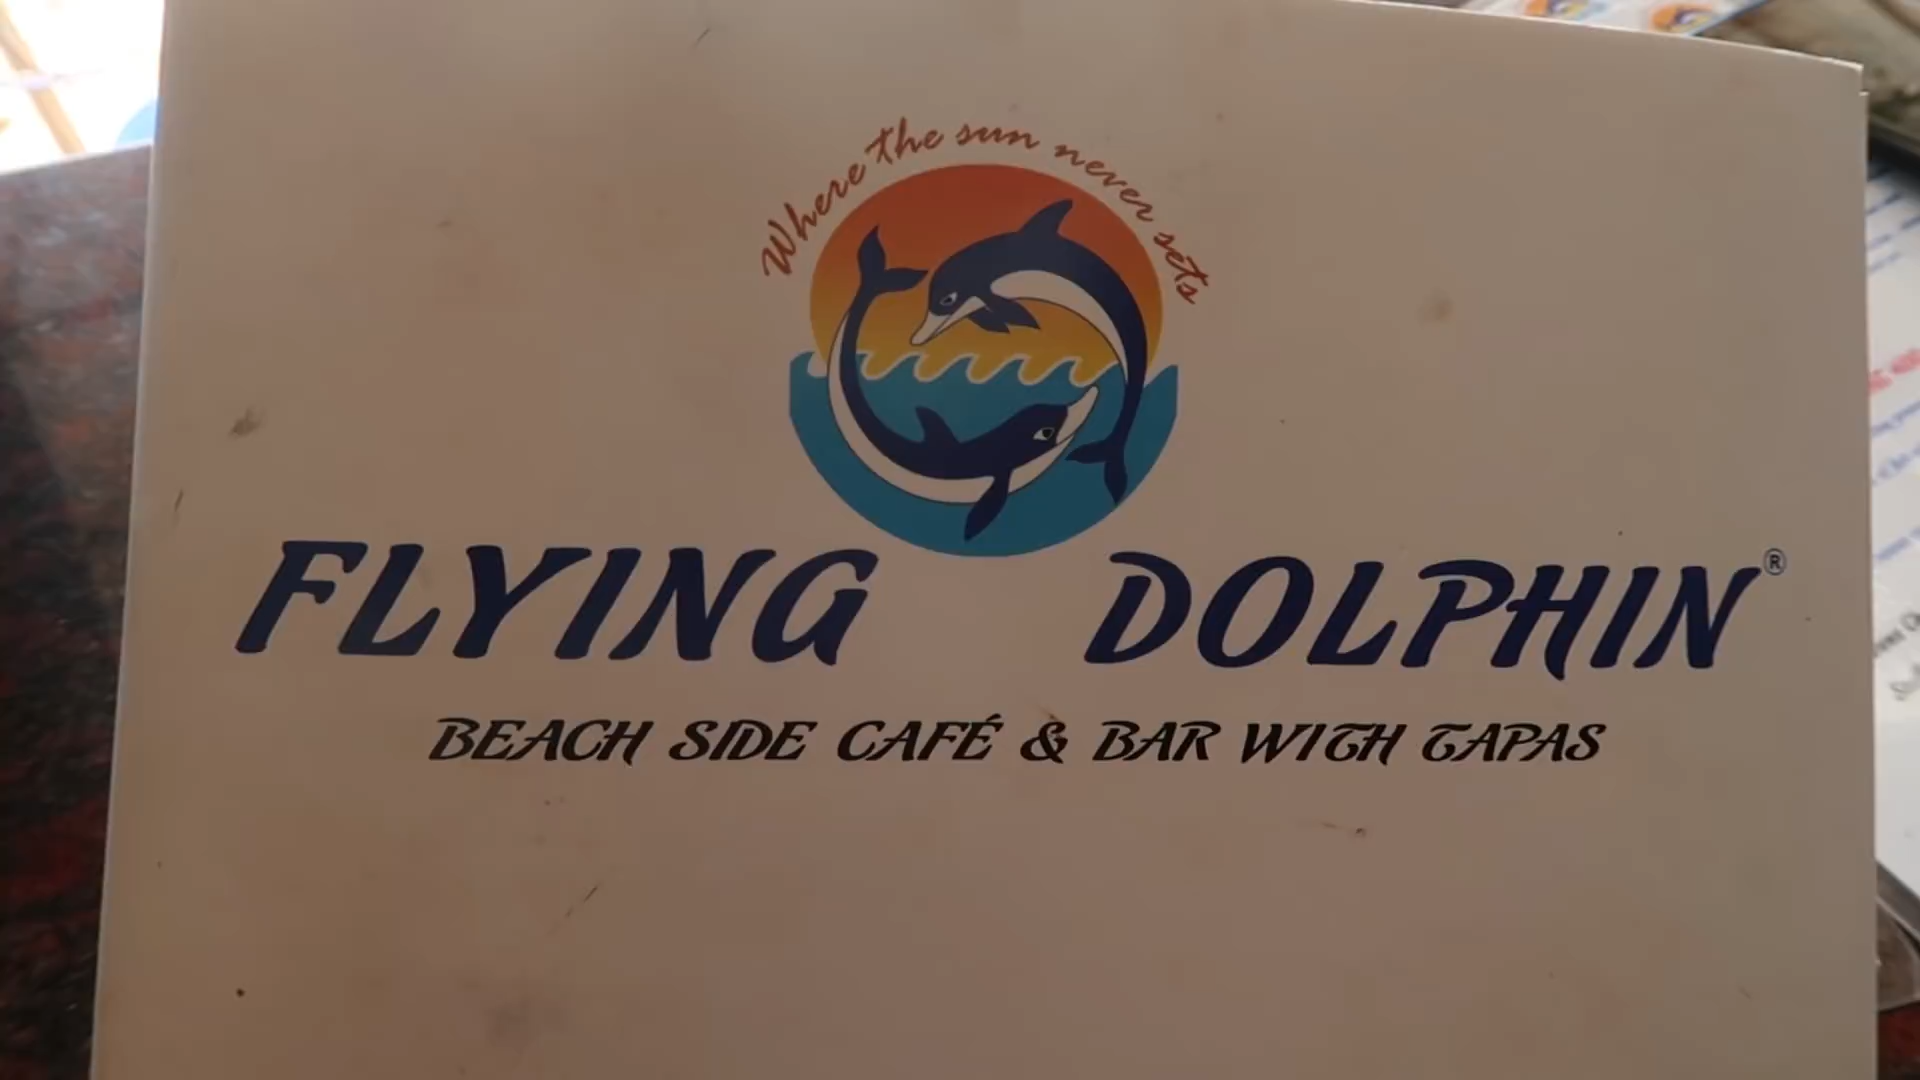 Where the sun never sets
FLYING DOLPHIN®
BEACH SIDE CAFÉ & BAR WITH TAPAS